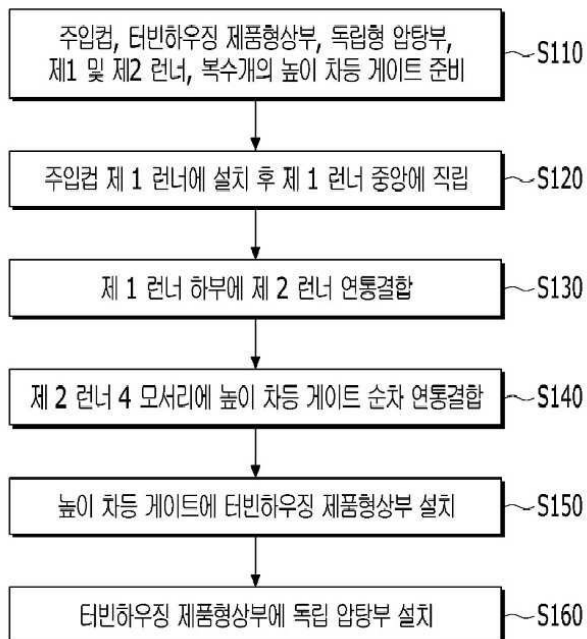 주입컵, 터빈하우징 제품형상부, 독립형 압탕부,
제1 및 제2 런너, 복수개의 높이 차등 게이트 준비
S110
주입컵 제 1 런너에 설치 후 제 1 런너 중앙에 직립
S120
제 1 런너 하부에 제 2 런너 연통결합
S130
제 2 런너 4 모서리에 높이 차등 게이트 순차 연통결합
S140
높이 차등 게이트에 터빈하우징 제품형상부 설치
S150
터빈하우징 제품형상부에 독립 압탕부 설치
S160